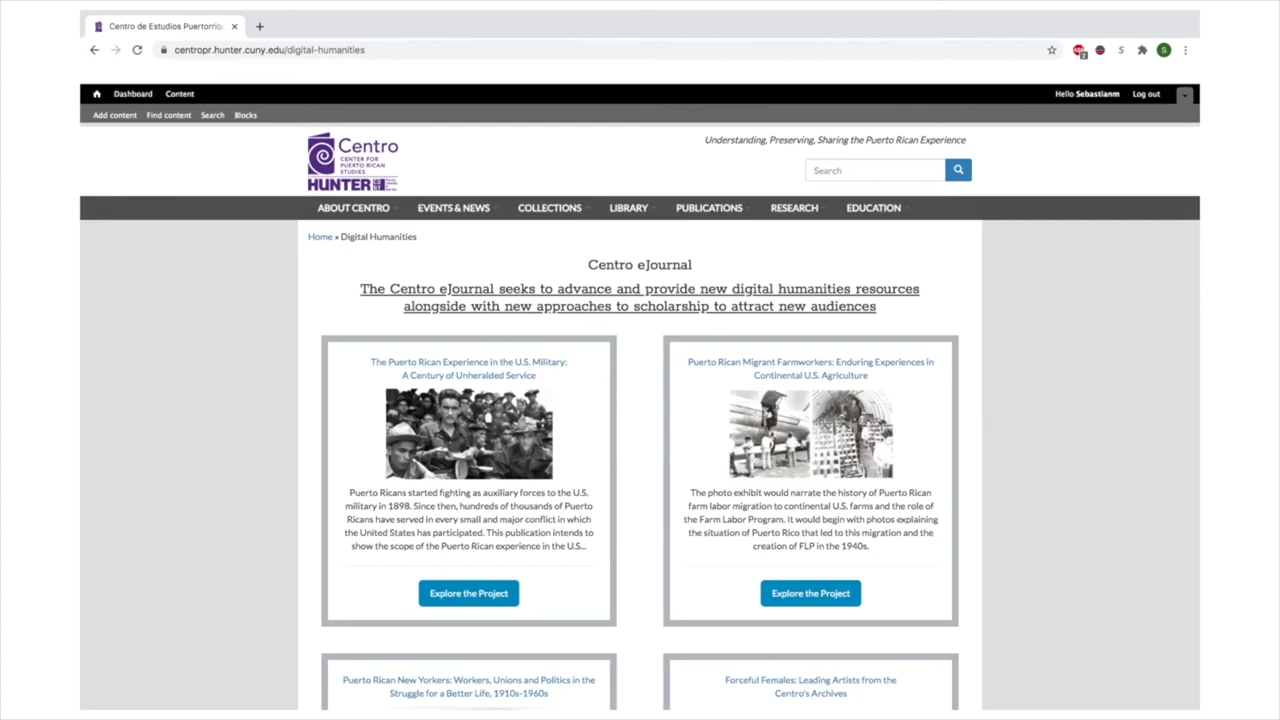 Centro de Estudios Puertorriq
centropr.hunter.cuny.edu/digital-humanities
Dashboard Content
Hello Sebastianm Log out
Add content Find content Search Blocks
Centro
CENTER FOR
PUERTO RICAN
STUDIES
HUNTER
Understanding, Preserving, Sharing the Puerto Rican Experience
Search
ABOUT CENTRO EVENTS & NEWS COLLECTIONS LIBRARY PUBLICATIONS RESEARCH EDUCATION
Home » Digital Humanities
Centro eJournal
The Centro eJournal seeks to advance and provide new digital humanities resources
alongside with new approaches to scholarship to attract new audiences
The Puerto Rican Experience in the U.S. Military:
A Century of Unheralded Service
Puerto Ricans started fighting as auxiliary forces to the U.S.
military in 1898. Since then, hundreds of thousands of Puerto
Ricans have served in every small and major conflict in which
the United States has participated. This publication intends to
show the scope of the Puerto Rican experience in the U.S...
Explore the Project
Puerto Rican Migrant Farmworkers: Enduring Experiences in
Continental U.S. Agriculture
The photo exhibit would narrate the history of Puerto Rican
farm labor migration to continental U.S. farms and the role of
the Farm Labor Program. It would begin with photos explaining
the situation of Puerto Rico that led to this migration and the
creation of FLP in the 1940s.
Explore the Project
Puerto Rican New Yorkers: Workers, Unions and Politics in the
Struggle for a Better Life, 1910s-1960s
Forceful Females: Leading Artists from the
Centro's Archives